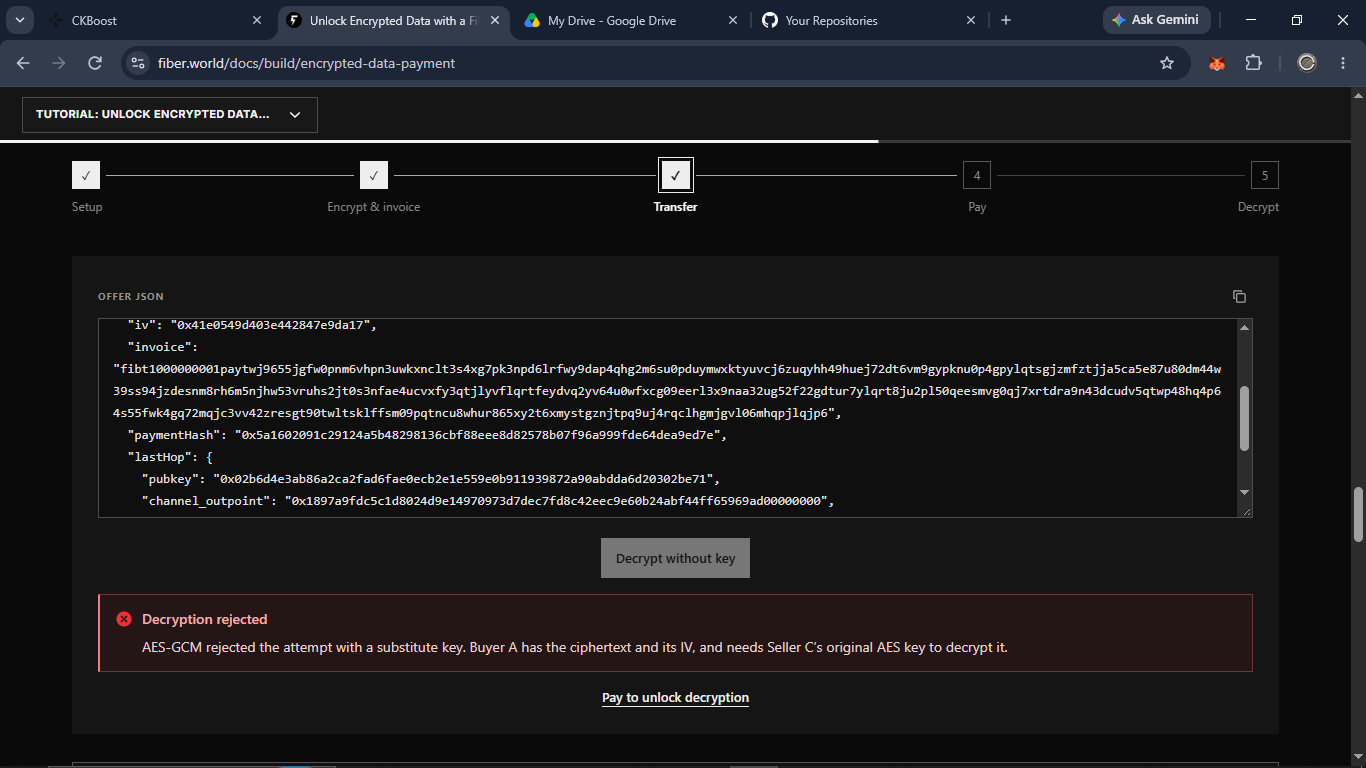 CKBoost
Unlock Encrypted Data with a Fi
My Drive - Google Drive
Your Repositories
Ask Gemini
fiber.world/docs/build/encrypted-data-payment
TUTORIAL: UNLOCK ENCRYPTED DATA...
✓
✓
✓
4
5
Setup
Encrypt & invoice
Transfer
Pay
Decrypt
OFFER JSON
"iv": "0x41e0549d403e442847e9da17",
"invoice":
"fibt1000000001paytwj9655jgfw0pnm6vhpn3uwkxnclt3s4xg7pk3npd6lrfwy9dap4qhg2m6su0pduymwxktyuvcj6zuqyhh49huej72dt6vm9gypknu0p4gpylqtsgjzmfztjja5ca5e87u80dm44w
39ss94jzdesnm8rh6m5njhw53vruhs2jt0s3nfae4ucvxfy3qtjlyvflqrtfeydvq2yv64u0wfxcg09eerl3x9naa32ug52f22gdtur7ylqrt8ju2pl50qeesmvg0qj7xrtdra9n43dcudv5qtwp48hq4p6
4s55fwk4gq72mqjc3vv42zresgt90twltsklffsm09pqtncu8whur865xy2t6xmystgznjtpq9uj4rqclhgmjgvl06mhqpjlqjp6",
"paymentHash": "0x5a1602091c29124a5b48298136cbf88eee8d82578b07f96a999fde64dea9ed7e",
"lastHop": {
"pubkey": "0x02b6d4e3ab86a2ca2fad6fae0ecb2e1e559e0b911939872a90abdda6d20302be71",
"channel_outpoint": "0x1897a9fdc5c1d8024d9e14970973d7dec7fd8c42eec9e60b24abf44ff65969ad00000000",
Decrypt without key
Decryption rejected
AES-GCM rejected the attempt with a substitute key. Buyer A has the ciphertext and its IV, and needs Seller C's original AES key to decrypt it.
Pay to unlock decryption